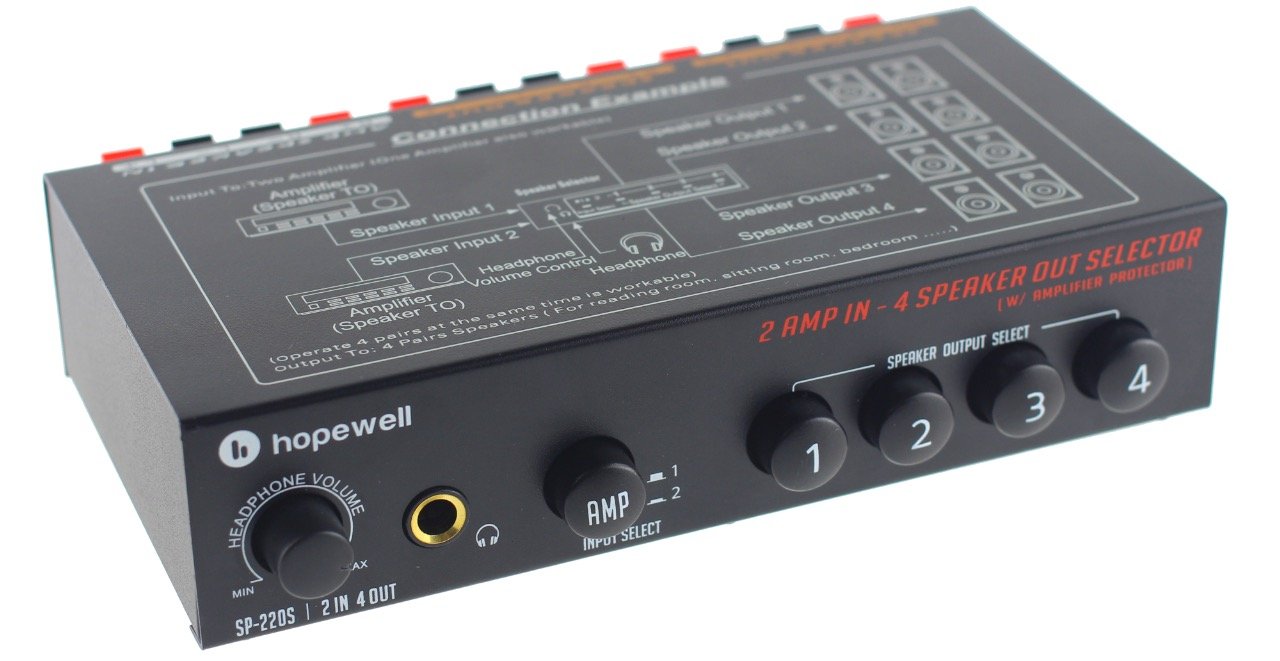 Connection Example
Input To-Two Amplifier (One Amplifier also workable)
Amplifier
(Speaker TO)
Speaker Selector
Speaker Output 1
Speaker Output 2
Speaker Output 3
Speaker Output 4
Speaker Input 1
Speaker Input 2
Headphone
Volume Control
Headphone
Amplifier
(Speaker TO)
(Operate 4 pairs at the same time is workable)
Output To: 4 Pairs Speakers ( For reading room, sitting room, bedroom .....)
2 AMP IN - 4 SPEAKER OUT SELECTOR
[W/ AMPLIFIER PROTECTOR]
SPEAKER OUTPUT SELECT
1
2
3
4
h hopewell
HEADPHONE VOLUME
MIN
MAX
AMP
1
2
INPUT SELECT
SP-220S | 2 IN 4 OUT